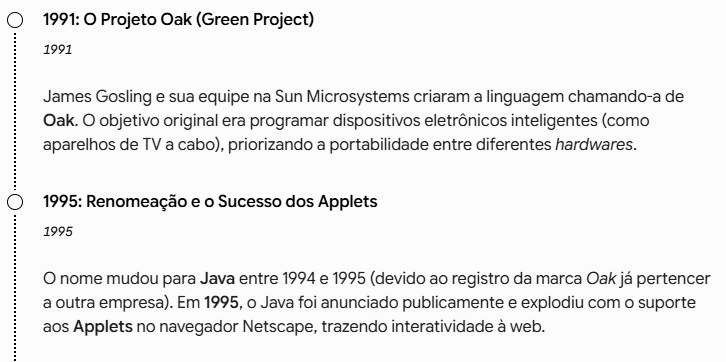 1991: O Projeto Oak (Green Project)
1991
James Gosling e sua equipe na Sun Microsystems criaram a linguagem chamando-a de
Oak. O objetivo original era programar dispositivos eletrônicos inteligentes (como
aparelhos de TV a cabo), priorizando a portabilidade entre diferentes hardwares.
1995: Renomeação e o Sucesso dos Applets
1995
O nome mudou para Java entre 1994 e 1995 (devido ao registro da marca Oak já pertencer
a outra empresa). Em 1995, o Java foi anunciado publicamente e explodiu com o suporte
aos Applets no navegador Netscape, trazendo interatividade à web.